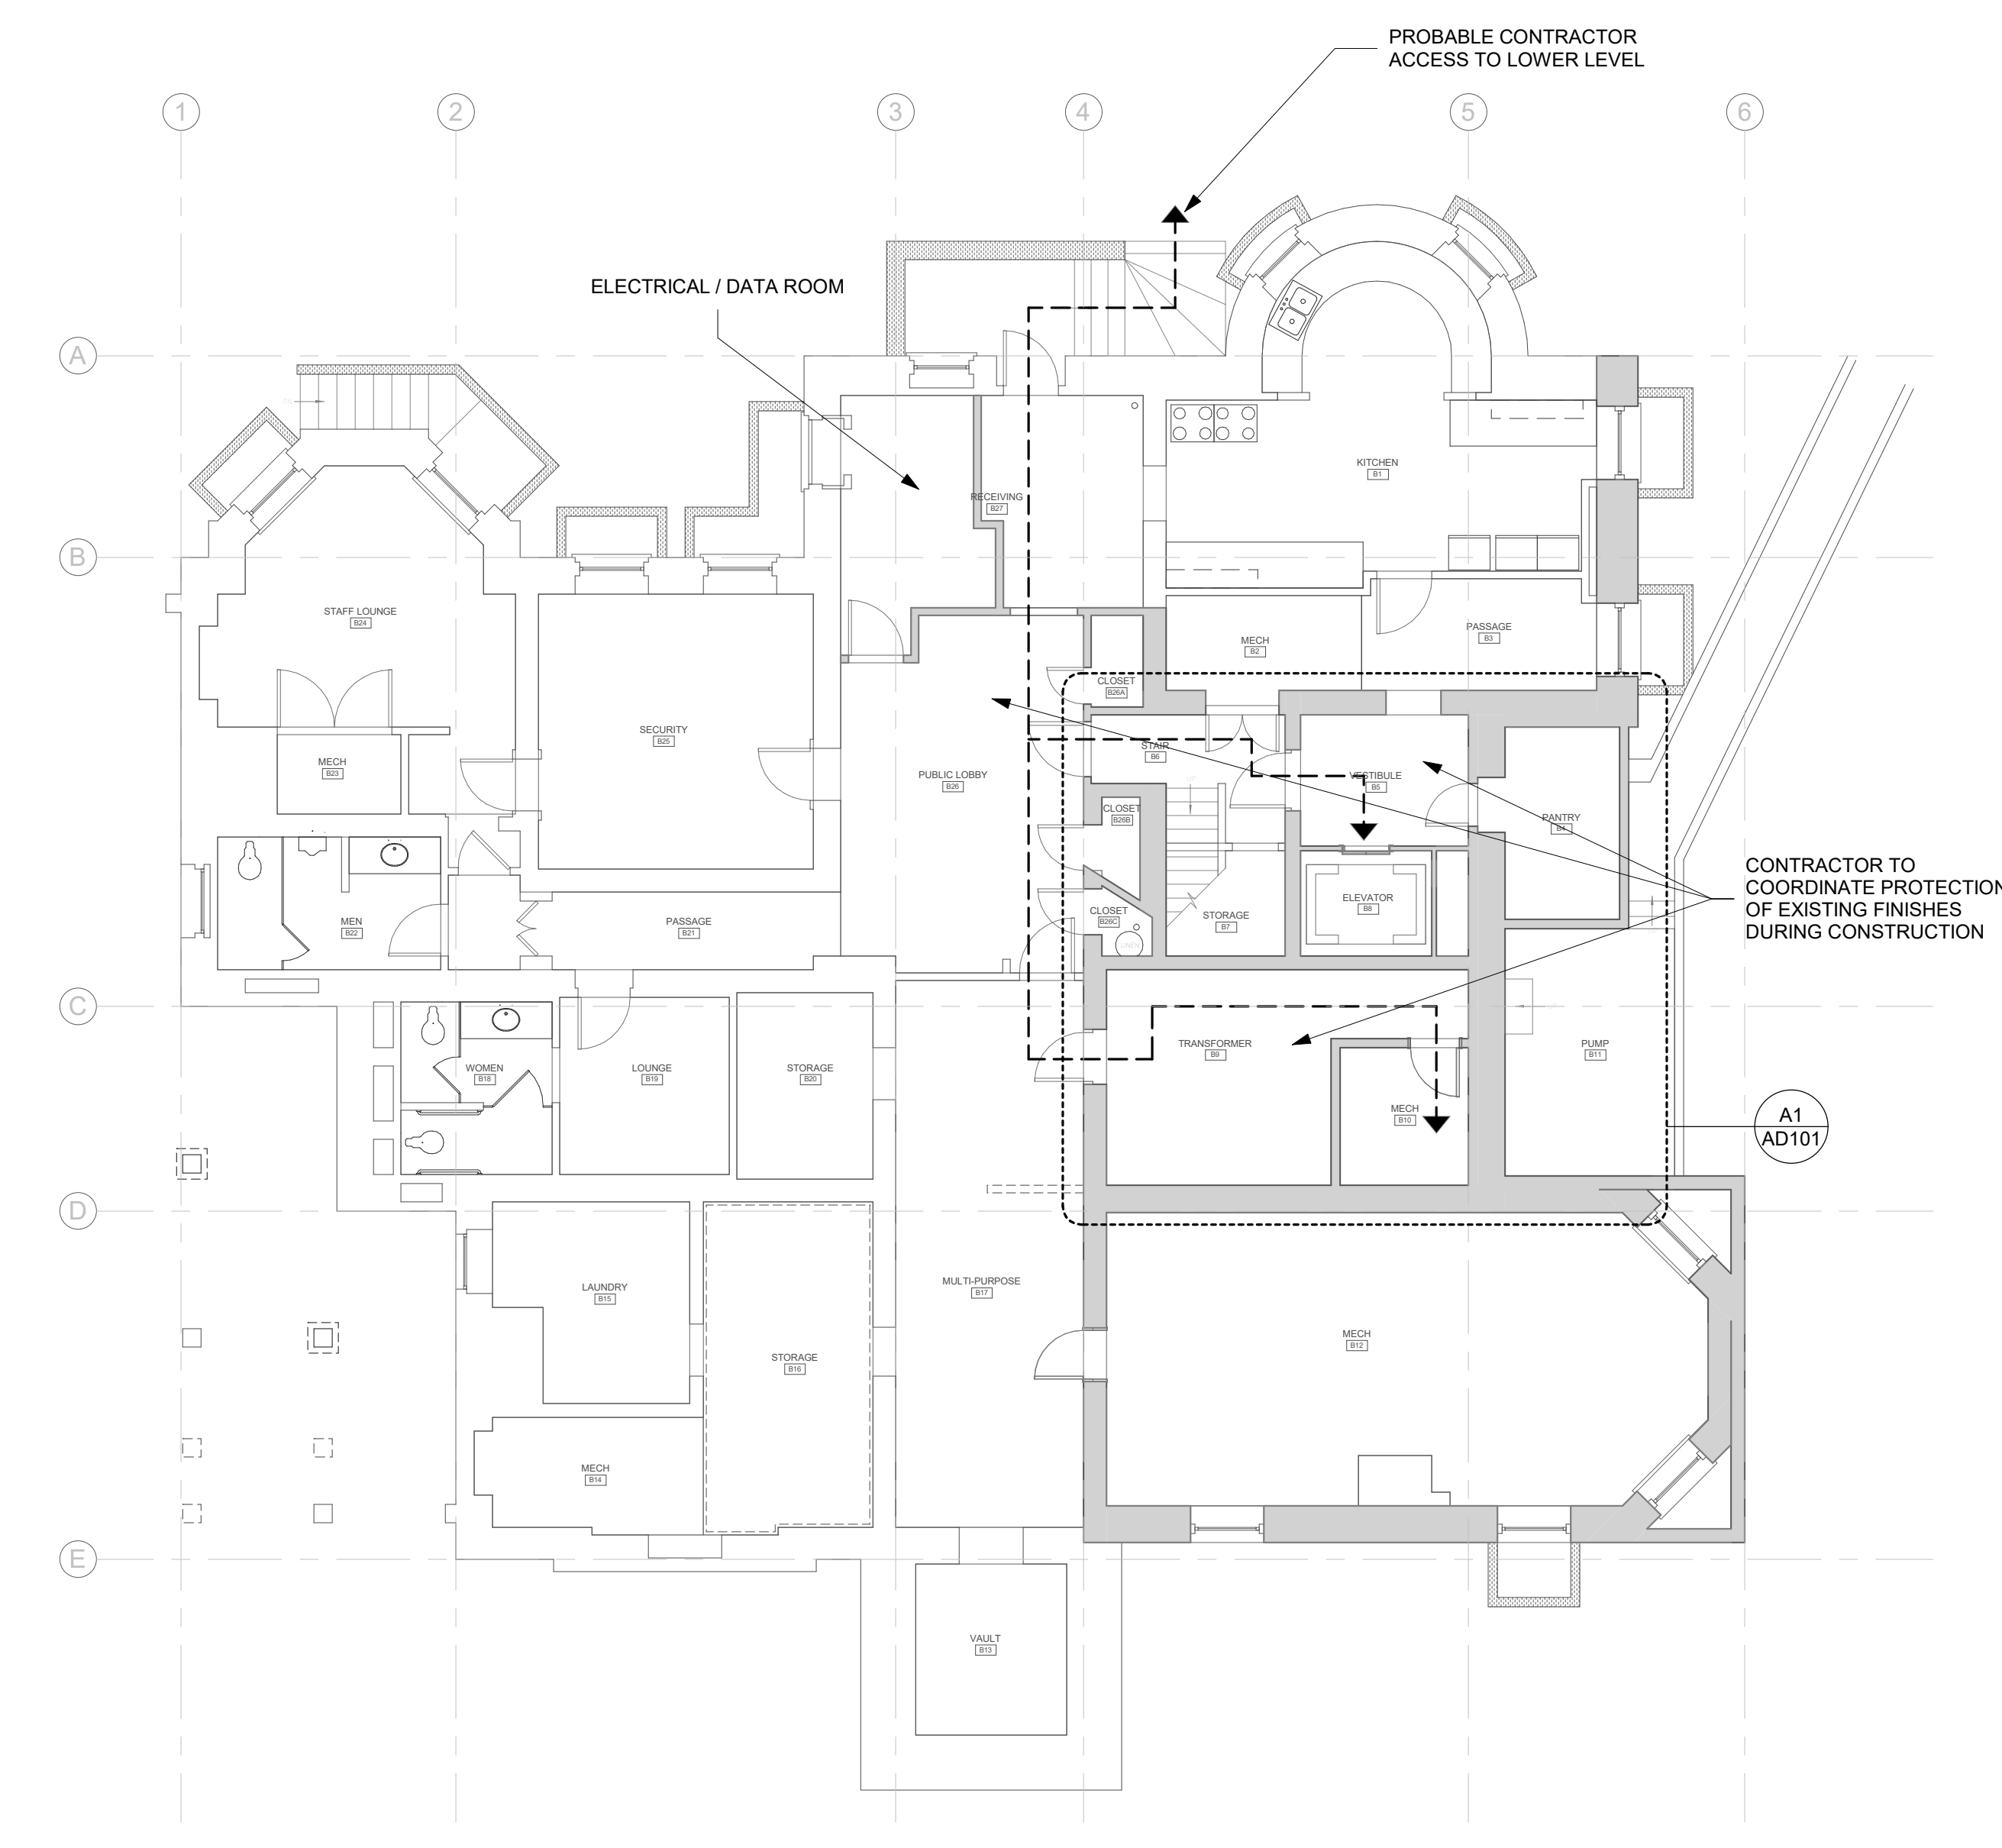 PROBABLE CONTRACTOR
ACCESS TO LOWER LEVEL
1
2
3
4
5
6
ELECTRICAL / DATA ROOM
A
B
C
D
E
KITCHEN
B1
RECEIVING
B27
STAFF LOUNGE
B24
MECH
B2
PASSAGE
B3
CLOSET
B26A
SECURITY
B25
STAIR
B6
UP
MECH
B23
PUBLIC LOBBY
B26
VESTIBULE
B5
CLOSET
B26B
PANTRY
B4
CONTRACTOR TO
COORDINATE PROTECTION
OF EXISTING FINISHES
DURING CONSTRUCTION
ELEVATOR
B8
MEN
B22
PASSAGE
B21
CLOSET
B26C
LINEN
STORAGE
B7
TRANSFORMER
B9
PUMP
B11
WOMEN
B18
LOUNGE
B19
STORAGE
B20
MECH
B10
A1
AD101
LAUNDRY
B15
MULTI-PURPOSE
B17
MECH
B12
STORAGE
B16
MECH
B14
VAULT
B13